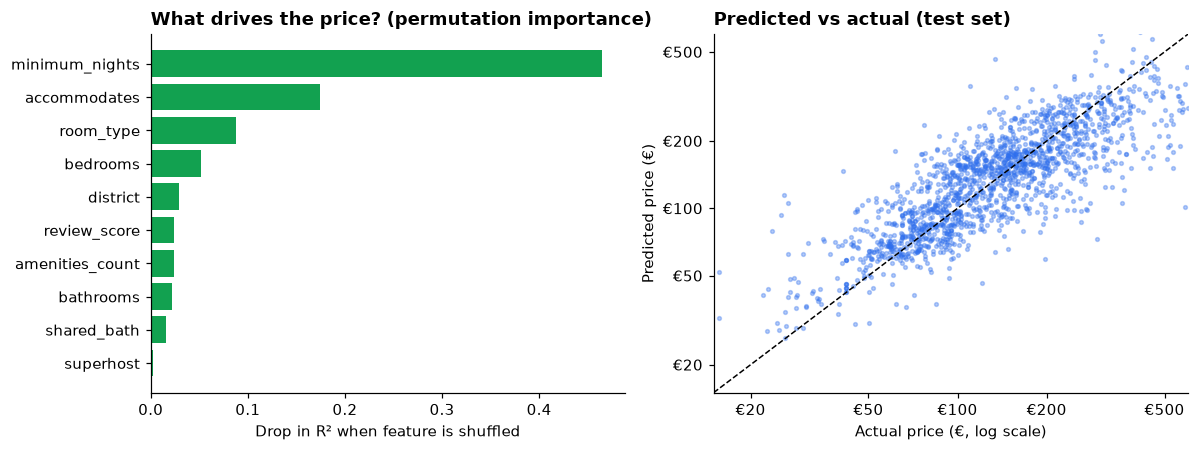 What drives the price? (permutation importance)
minimum_nights
accommodates
room_type
bedrooms
district
review_score
amenities_count
bathrooms
shared_bath
superhost
0.0 0.1 0.2 0.3 0.4
Drop in R² when feature is shuffled
Predicted vs actual (test set)
Predicted price (€)
€500
€200
€100
€50
€20
€20 €50 €100 €200 €500
Actual price (€, log scale)